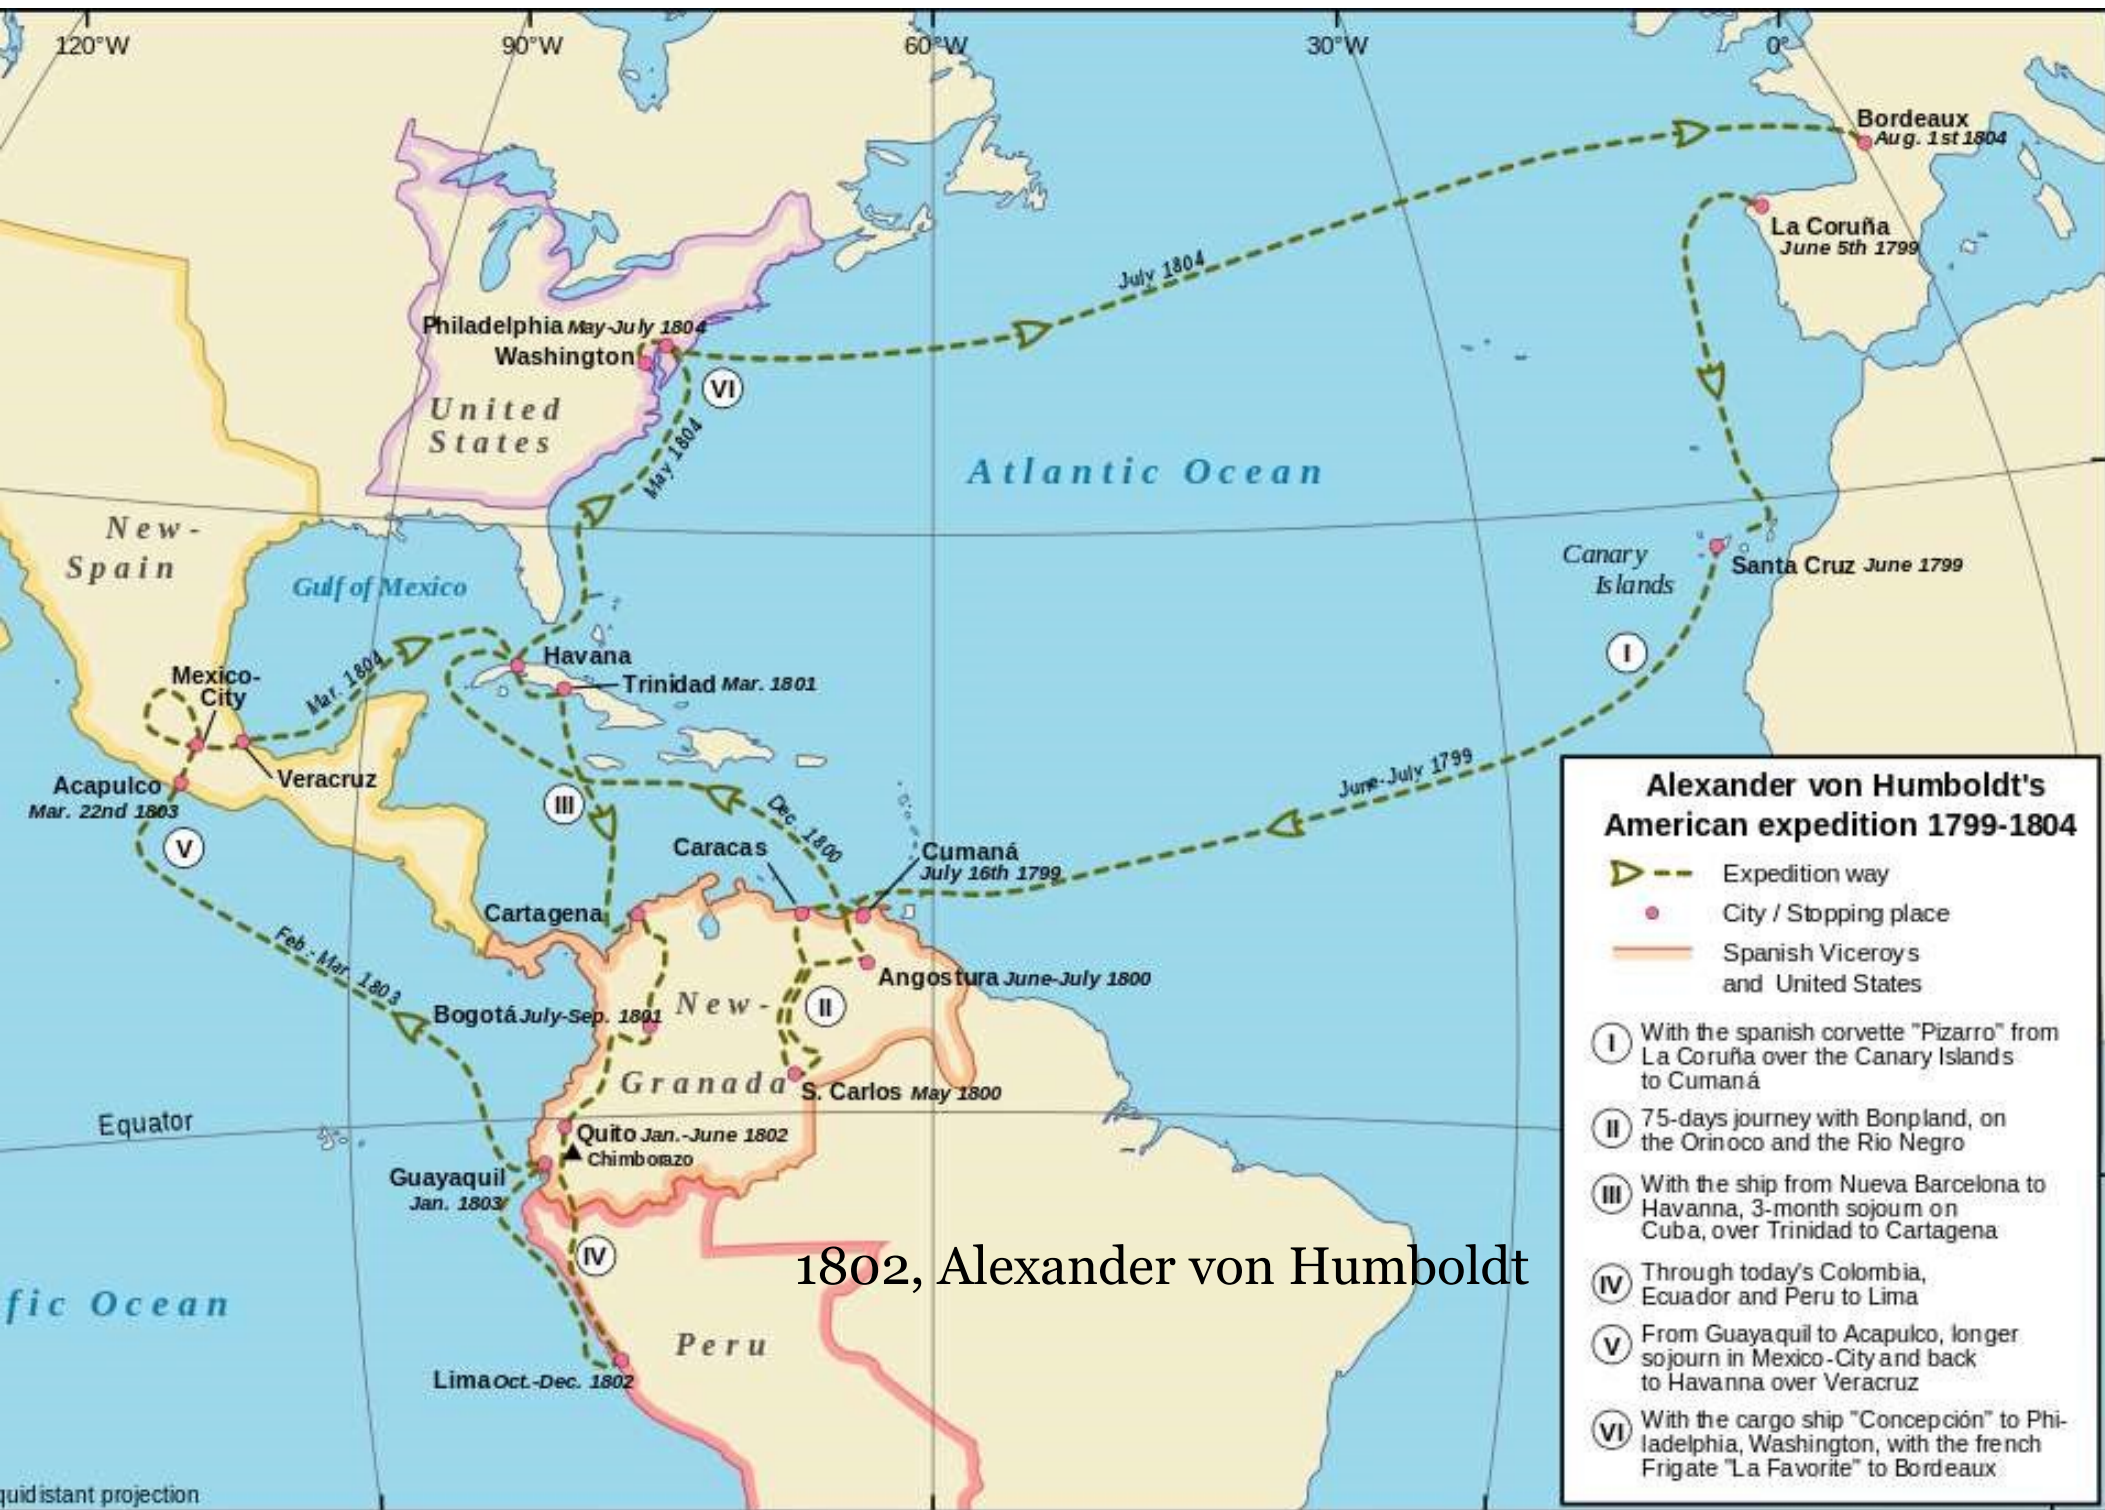 120°W
90°W
60°W
30°W
0°
Bordeaux
Aug. 1st 1804
La Coruña
June 5th 1799
July 1804
Philadelphia May-July 1804
Washington
VI
United
States
May 1804
Atlantic Ocean
New-
Spain
Gulf of Mexico
Canary
Islands
Santa Cruz June 1799
I
Havana
Trinidad Mar. 1801
Mexico-
City
Mar. 1804
Veracruz
Acapulco
Mar. 22nd 1803
V
III
Dec. 1800
June-July 1799
Caracas
Cumaná
July 16th 1799
Cartagena
Feb.-Mar. 1803
Angostura June-July 1800
Bogotá July-Sep. 1801
New-
II
Granada
S. Carlos May 1800
Equator
Quito Jan.-June 1802
Chimborazo
Guayaquil
Jan. 1803
IV
1802, Alexander von Humboldt
fic Ocean
Peru
Lima Oct.-Dec. 1802
quidistant projection
Alexander von Humboldt's
American expedition 1799-1804
Expedition way
City / Stopping place
Spanish Viceroys
and United States
I With the spanish corvette "Pizarro" from
La Coruña over the Canary Islands
to Cumaná
II 75-days journey with Bonpland, on
the Orinoco and the Rio Negro
III With the ship from Nueva Barcelona to
Havanna, 3-month sojourn on
Cuba, over Trinidad to Cartagena
IV Through today's Colombia,
Ecuador and Peru to Lima
V From Guayaquil to Acapulco, longer
sojourn in Mexico-City and back
to Havanna over Veracruz
VI With the cargo ship "Concepción" to Phi-
ladelphia, Washington, with the french
Frigate "La Favorite" to Bordeaux